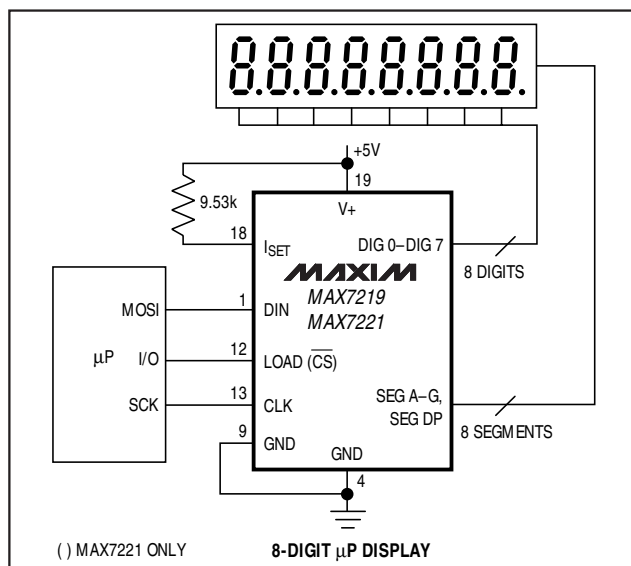 8.8.8.8.8.8.8.8.
+5V
19
9.53k
V+
18
I_SET
DIG 0–DIG 7
MAXIM
8 DIGITS
MAX7219
MOSI
1
DIN
MAX7221
µP
I/O
12
LOAD (C̅S̅)
SCK
13
CLK
SEG A–G,
SEG DP
9
GND
8 SEGMENTS
GND
4
( ) MAX7221 ONLY
8-DIGIT µP DISPLAY